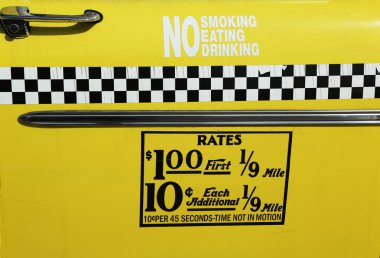 NO SMOKING
EATING
DRINKING
RATES
$1.00 First 1/9 Mile
10¢ Each Additional 1/9 Mile
10¢ PER 45 SECONDS-TIME NOT IN MOTION